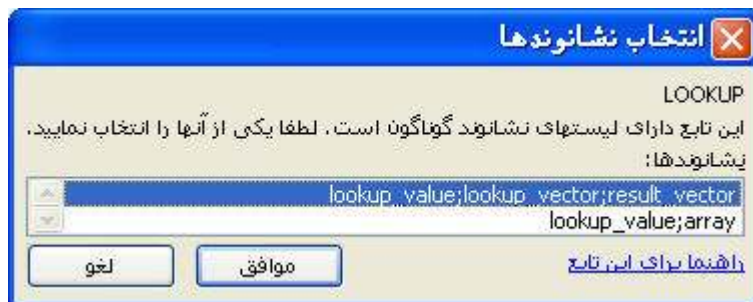 انتخاب نشانوندها
LOOKUP
این تابع دارای لیستهای نشانوند گوناگون است. لطفا یکی از آنها را انتخاب نمایید.
نشانوندها:
lookup_value;lookup_vector;result_vector
lookup_value;array
راهنما برای این تابع
موافق
لغو